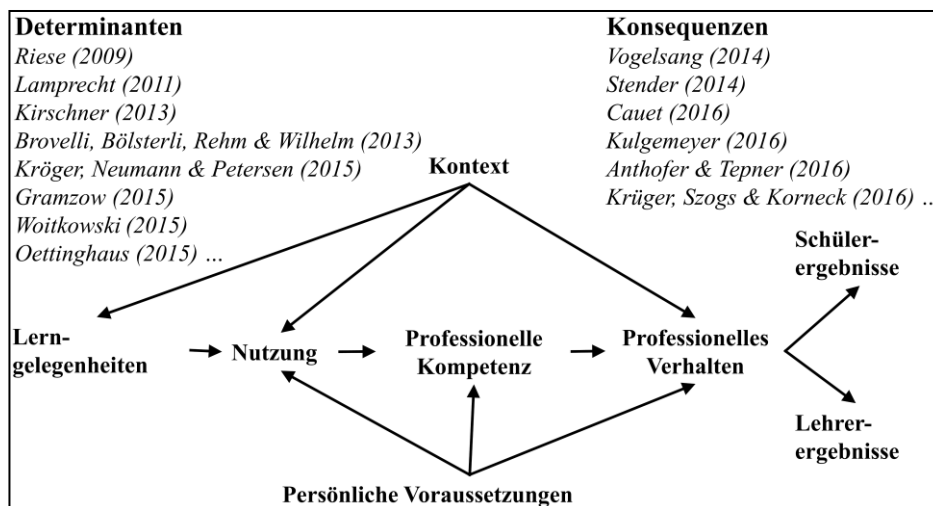 Determinanten
Riese (2009)
Lamprecht (2011)
Kirschner (2013)
Brovelli, Bölsterli, Rehm & Wilhelm (2013)
Kröger, Neumann & Petersen (2015)
Gramzow (2015)
Woitkowski (2015)
Oettinghaus (2015) ...
Konsequenzen
Vogelsang (2014)
Stender (2014)
Cauet (2016)
Kulgemeyer (2016)
Anthofer & Tepner (2016)
Krüger, Szogs & Korneck (2016) ..
Kontext
Lern-
gelegenheiten
Nutzung
Professionelle
Kompetenz
Professionelles
Verhalten
Schüler-
ergebnisse
Lehrer-
ergebnisse
Persönliche Voraussetzungen